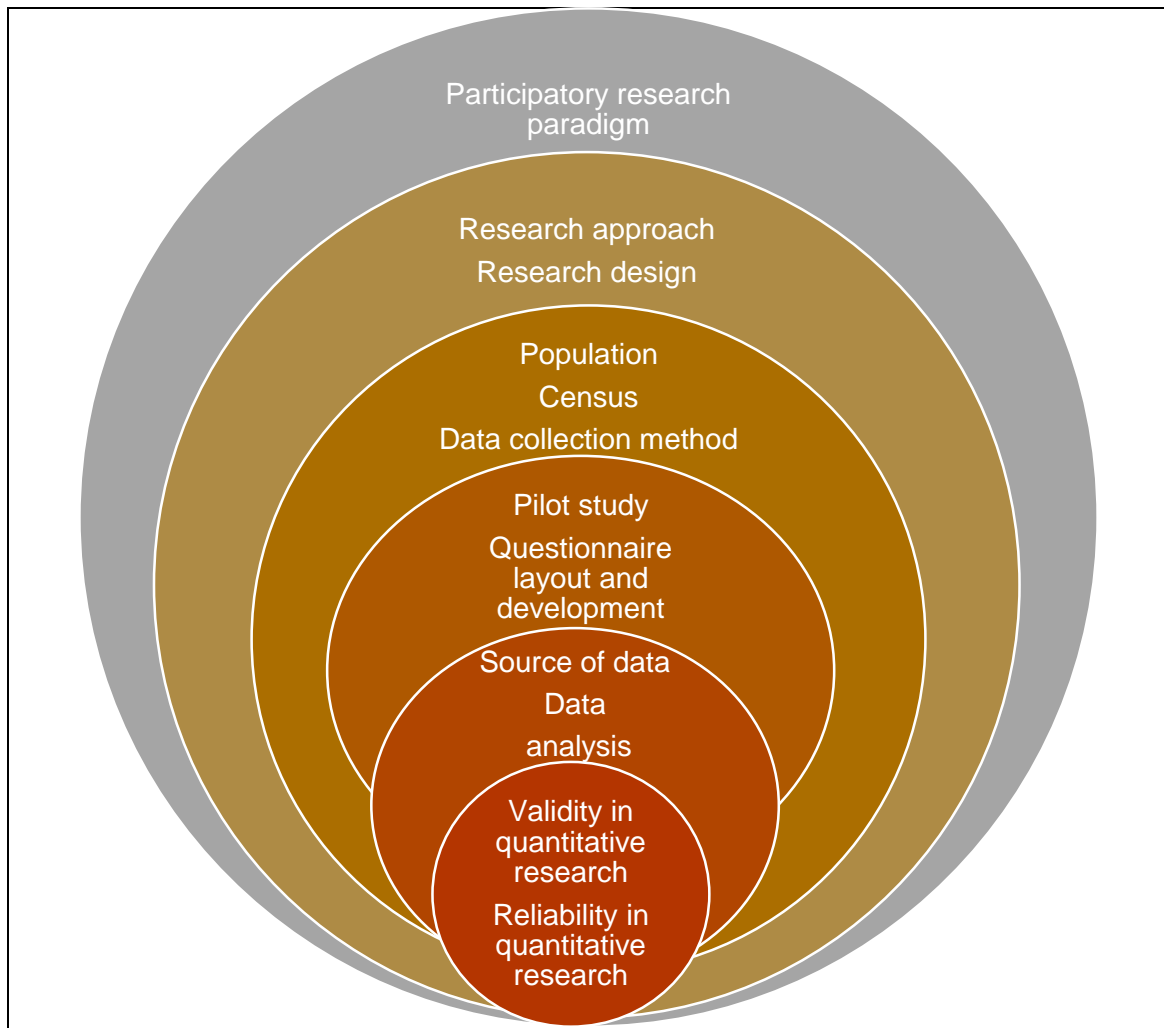 Participatory research
paradigm
Research approach
Research design
Population
Census
Data collection method
Pilot study
Questionnaire
layout and
development
Source of data
Data
analysis
Validity in
quantitative
research
Reliability in
quantitative
research